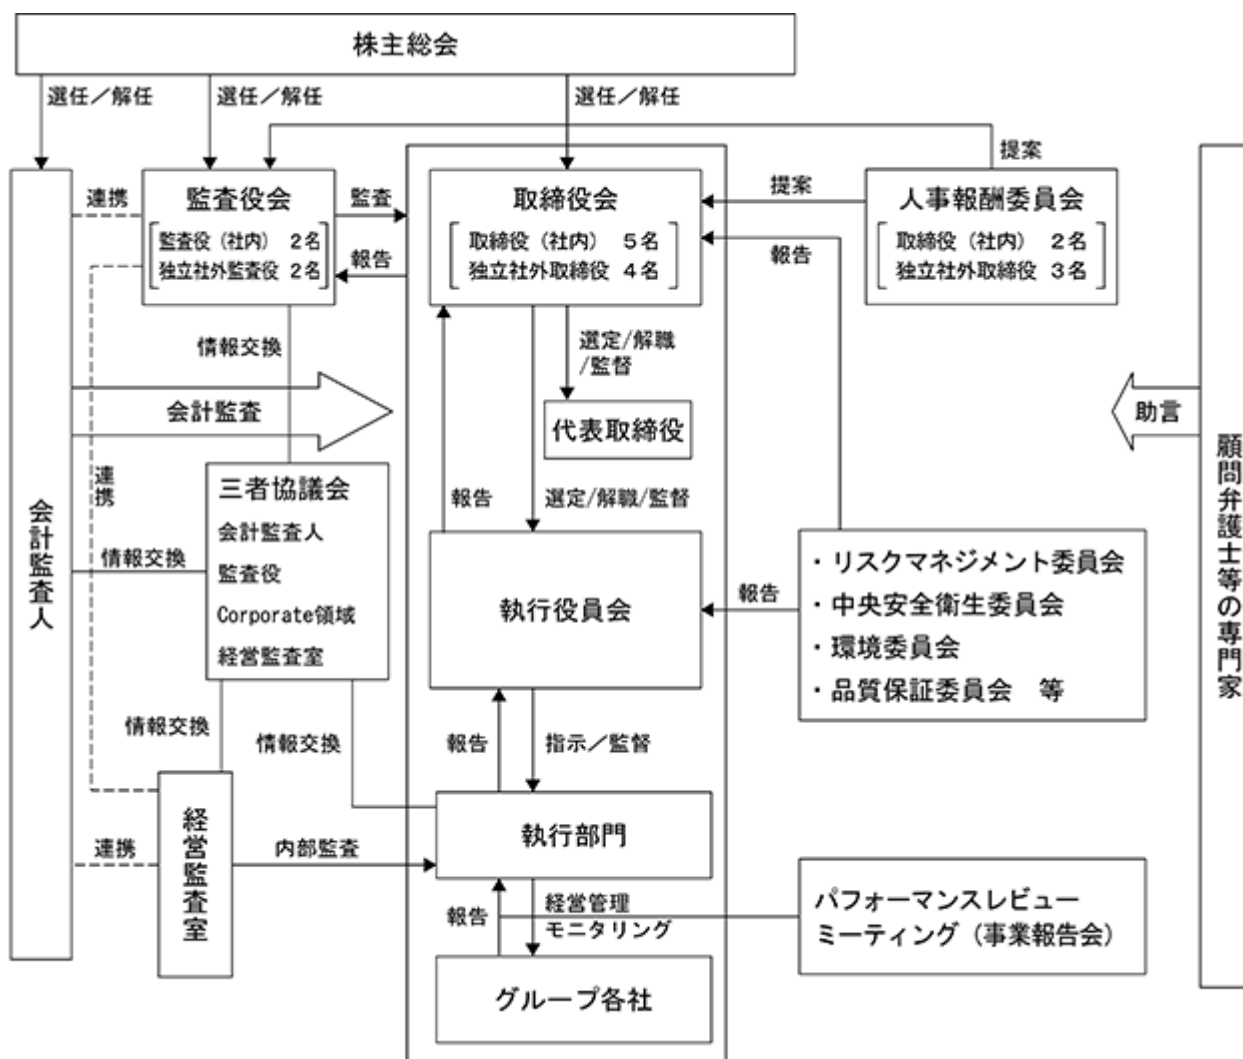 株主総会
選任／解任
選任／解任
選任／解任
提案
連携
監査役会
監査役（社内） 2名
独立社外監査役 2名
監査
報告
取締役会
取締役（社内） 5名
独立社外取締役 4名
提案
報告
人事報酬委員会
取締役（社内） 2名
独立社外取締役 3名
情報交換
選定/解職
/監督
会計監査
代表取締役
助言
連携
三者協議会
会計監査人
監査役
Corporate領域
経営監査室
報告
選定/解職/監督
会計監査人
情報交換
執行役員会
報告
・リスクマネジメント委員会
・中央安全衛生委員会
・環境委員会
・品質保証委員会　等
顧問弁護士等の専門家
情報交換
情報交換
報告
指示／監督
経営監査室
連携
内部監査
執行部門
報告
経営管理
モニタリング
パフォーマンスレビュー
ミーティング（事業報告会）
グループ各社